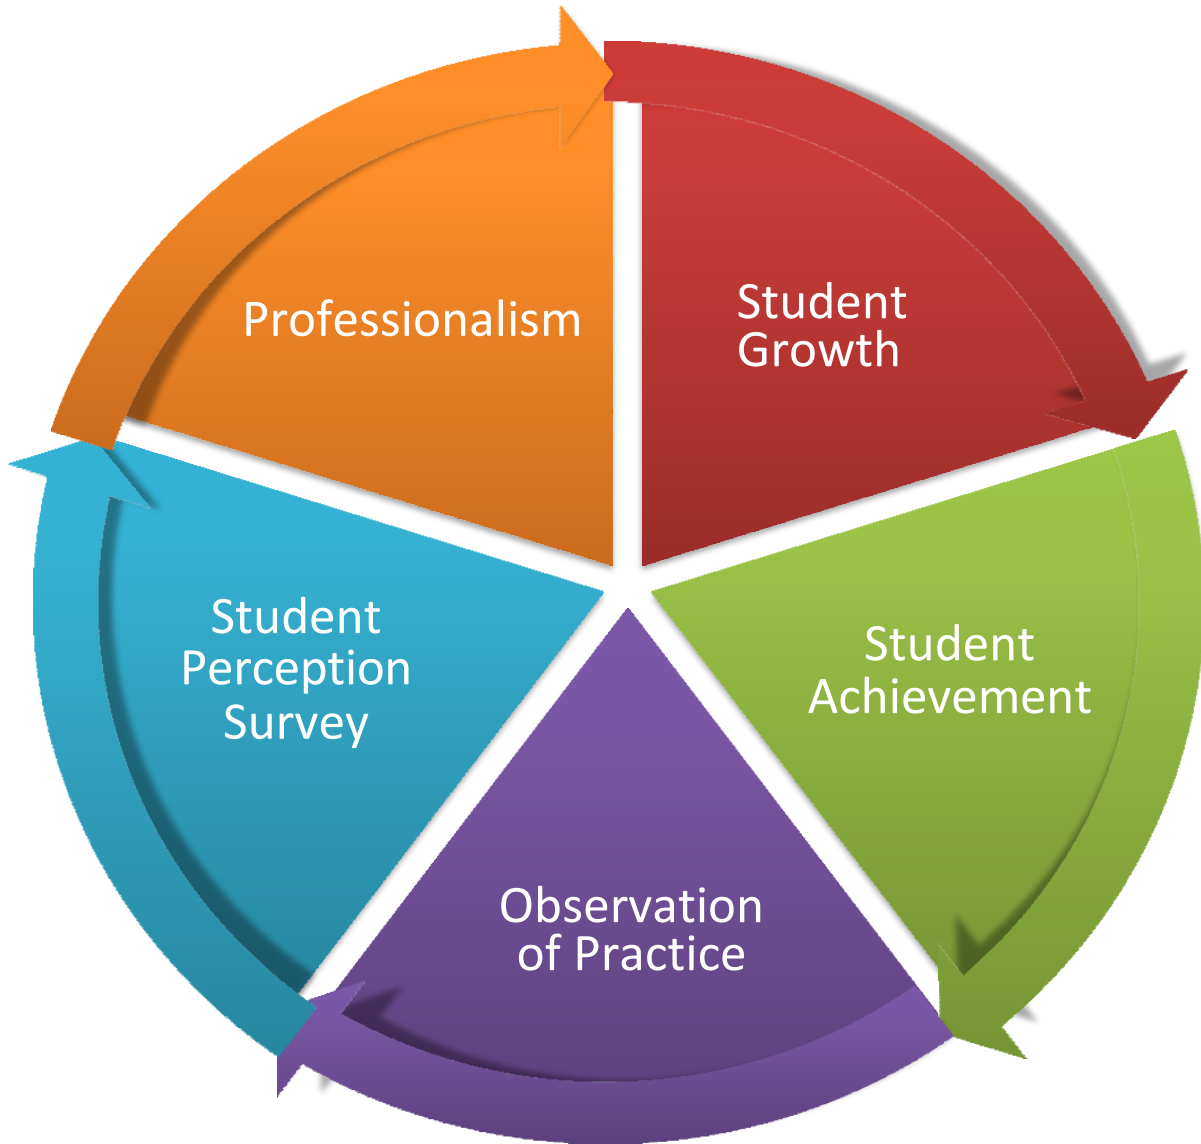 Professionalism
Student
Growth
Student
Achievement
Observation
of Practice
Student
Perception
Survey